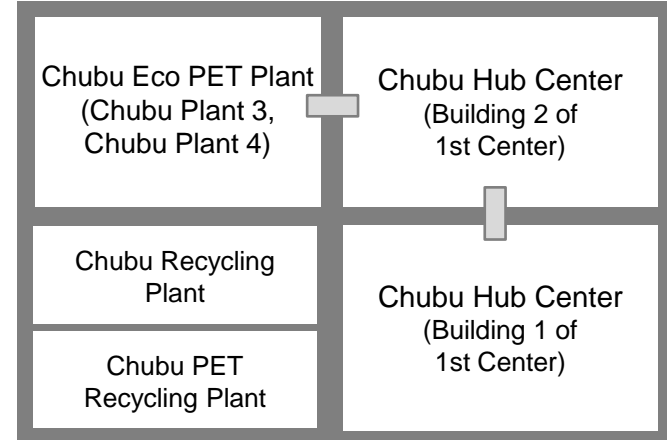 Chubu Eco PET Plant
(Chubu Plant 3,
Chubu Plant 4)
Chubu Hub Center
(Building 2 of
1st Center)
Chubu Recycling
Plant
Chubu PET
Recycling Plant
Chubu Hub Center
(Building 1 of
1st Center)